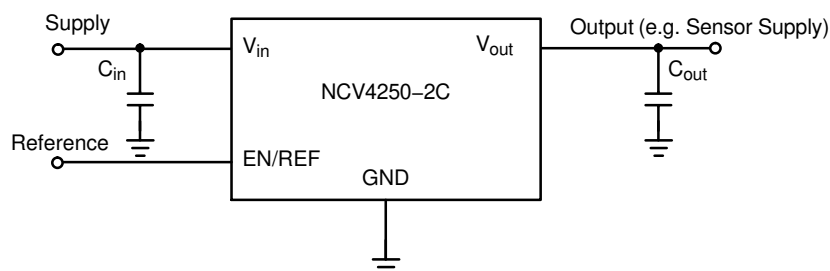 Supply
Output (e.g. Sensor Supply)
Vin
Vout
Cin
Cout
NCV4250−2C
Reference
EN/REF
GND